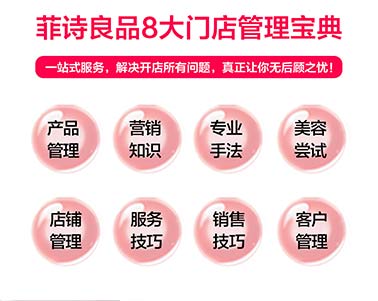 菲诗良品8大门店管理宝典
一站式服务，解决开店所有问题，真正让你无后顾之忧！
产品 营销 专业 美容
管理 知识 手法 尝试
店铺 服务 销售 客户
管理 技巧 技巧 管理